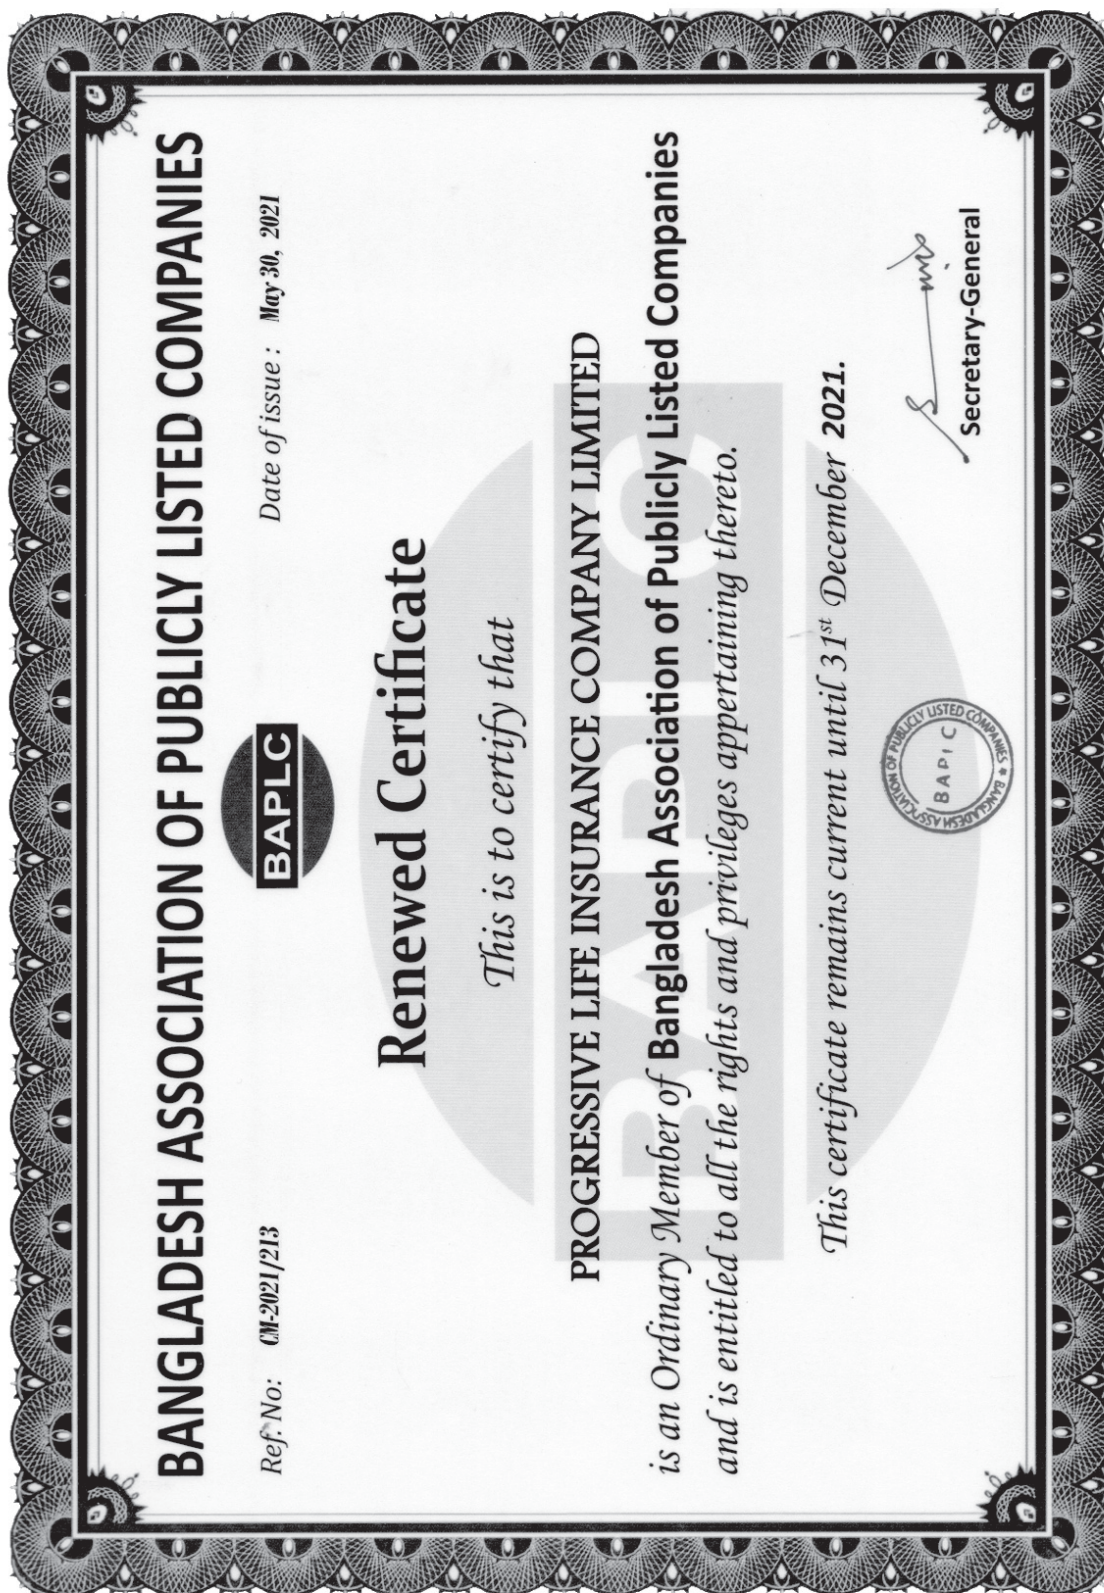 BANGLADESH ASSOCIATION OF PUBLICLY LISTED COMPANIES
Ref. No: CM-2021/213
Date of issue : May 30, 2021
BAPLC
Renewed Certificate
This is to certify that
PROGRESSIVE LIFE INSURANCE COMPANY LIMITED
is an Ordinary Member of Bangladesh Association of Publicly Listed Companies
and is entitled to all the rights and privileges appertaining thereto.
BAPLC
This certificate remains current until 31st December 2021.
BANGLADESH ASSOCIATION OF PUBLICLY LISTED COMPANIES *
BAPLC
Secretary-General